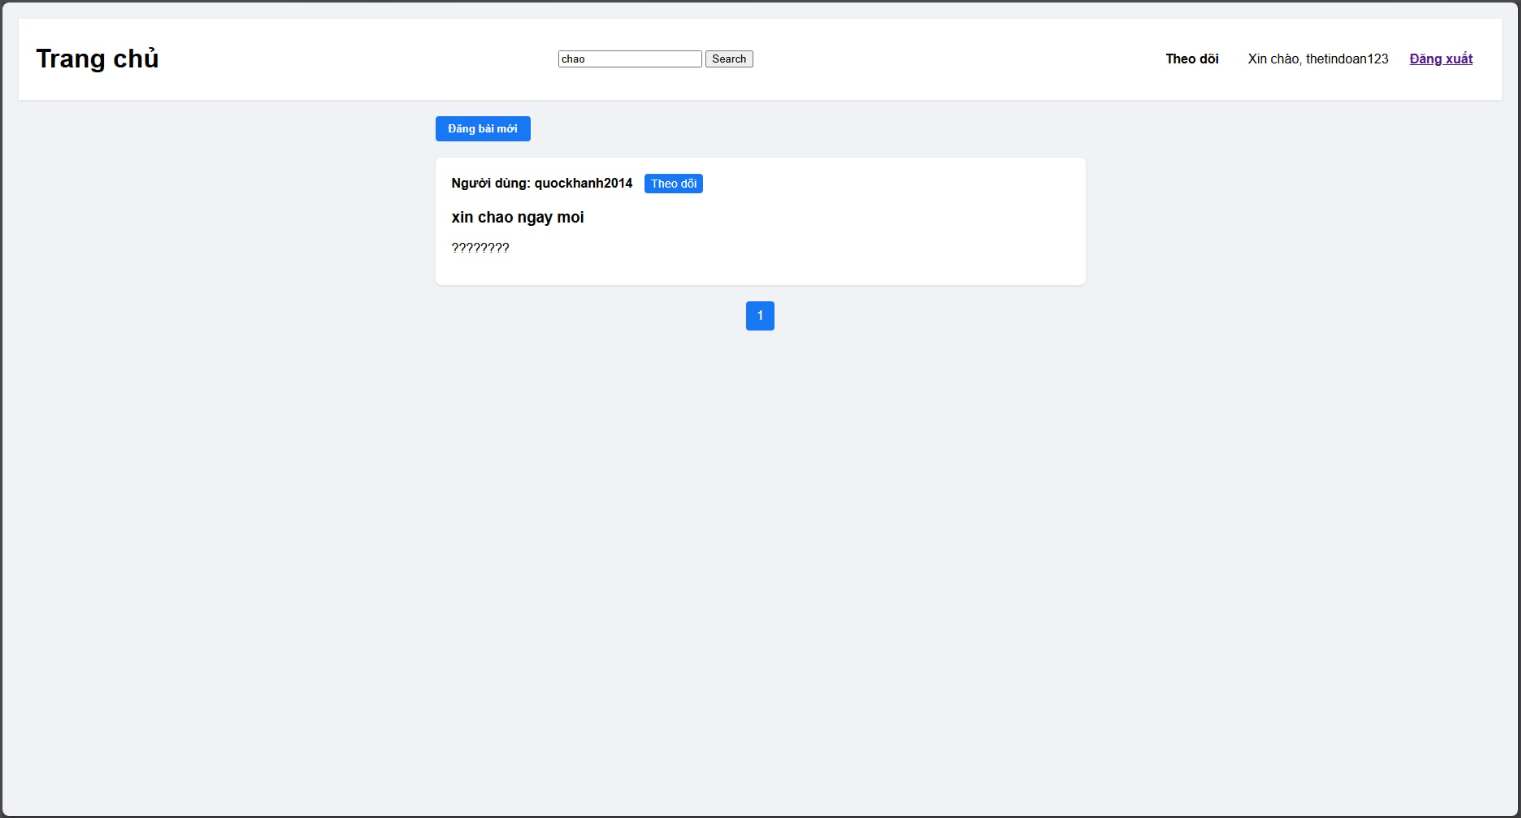 Trang chủ
chao
Search
Theo dõi
Xin chào, thetindoan123
Đăng xuất
Đăng bài mới
Người dùng: quockhanh2014
Theo dõi
xin chao ngay moi
????????
1